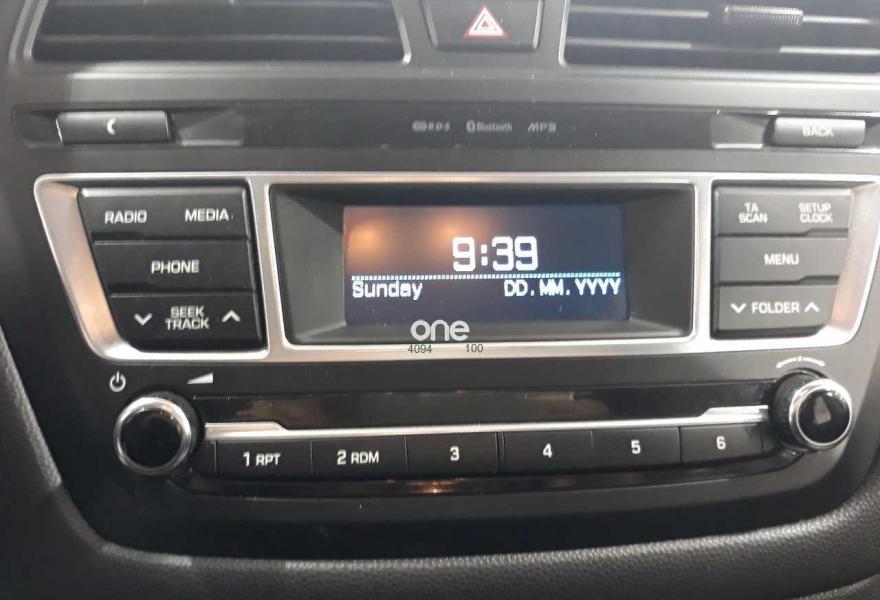 RDS Bluetooth MP3
BACK
RADIO MEDIA
PHONE
SEEK
TRACK
9:39
Sunday DD.MM.YYYY
TA
SCAN
SETUP
CLOCK
MENU
FOLDER
one
4094 100
1 RPT 2 RDM 3 4 5 6